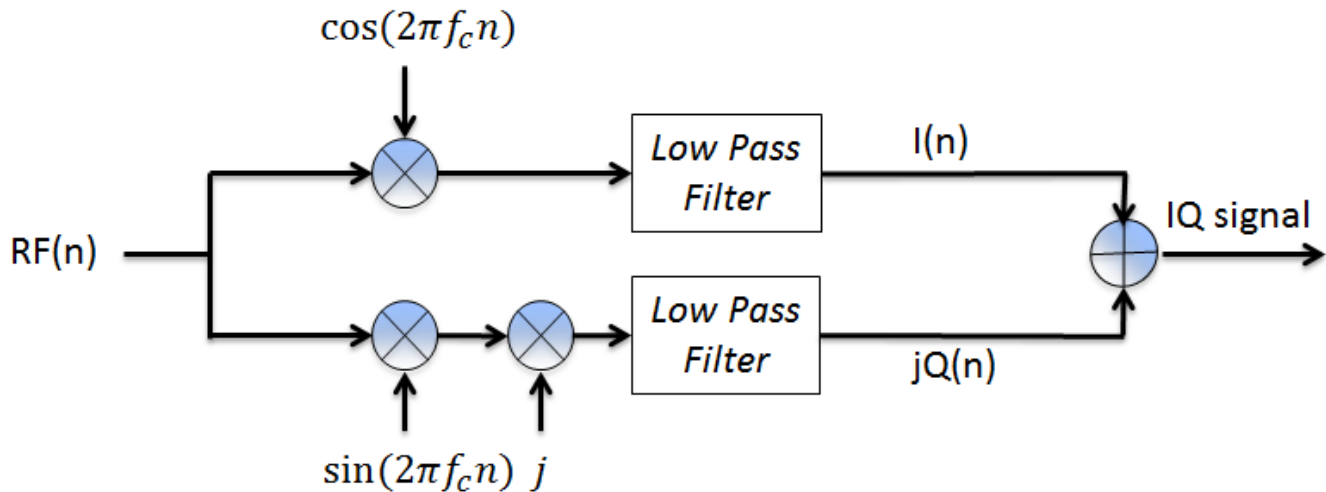 cos(2πf_c n)
Low Pass
Filter
I(n)
IQ signal
RF(n)
Low Pass
Filter
jQ(n)
sin(2πf_c n) j